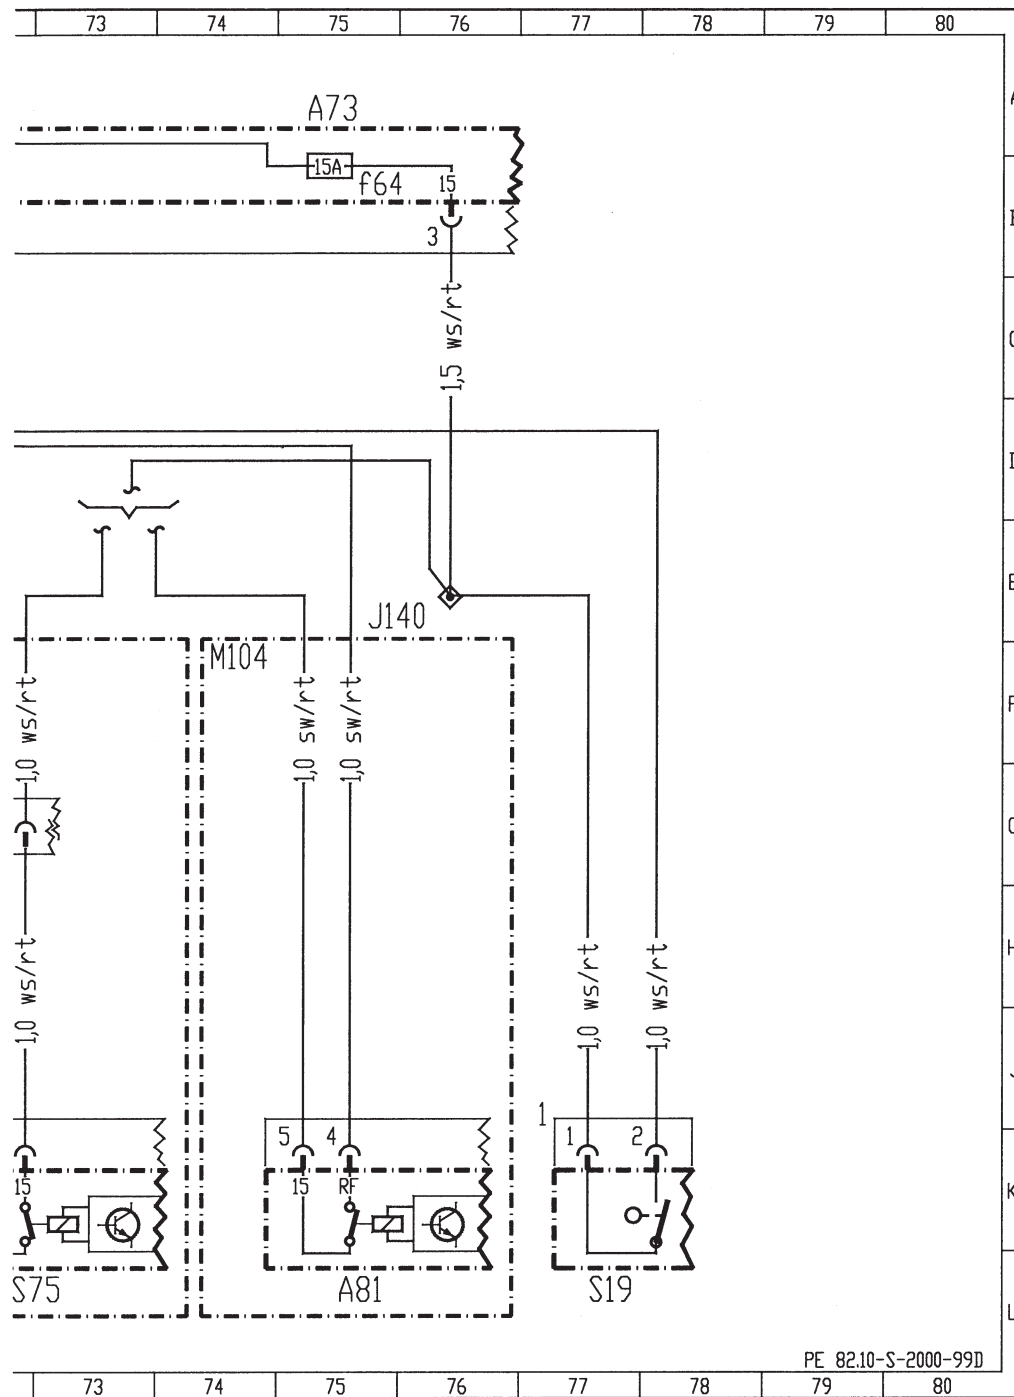 73 74 75 76 77 78 79 80
A73
15A
f64
15
3
1,5 ws/rt
J140
M104
1,0 ws/rt
1,0 sw/rt
1,0 sw/rt
1,0 ws/rt
1,0 ws/rt
1,0 ws/rt
1
5 4 1 2
15 15 RF
S75 A81 S19
PE 82.10-S-2000-99D
73 74 75 76 77 78 79 80